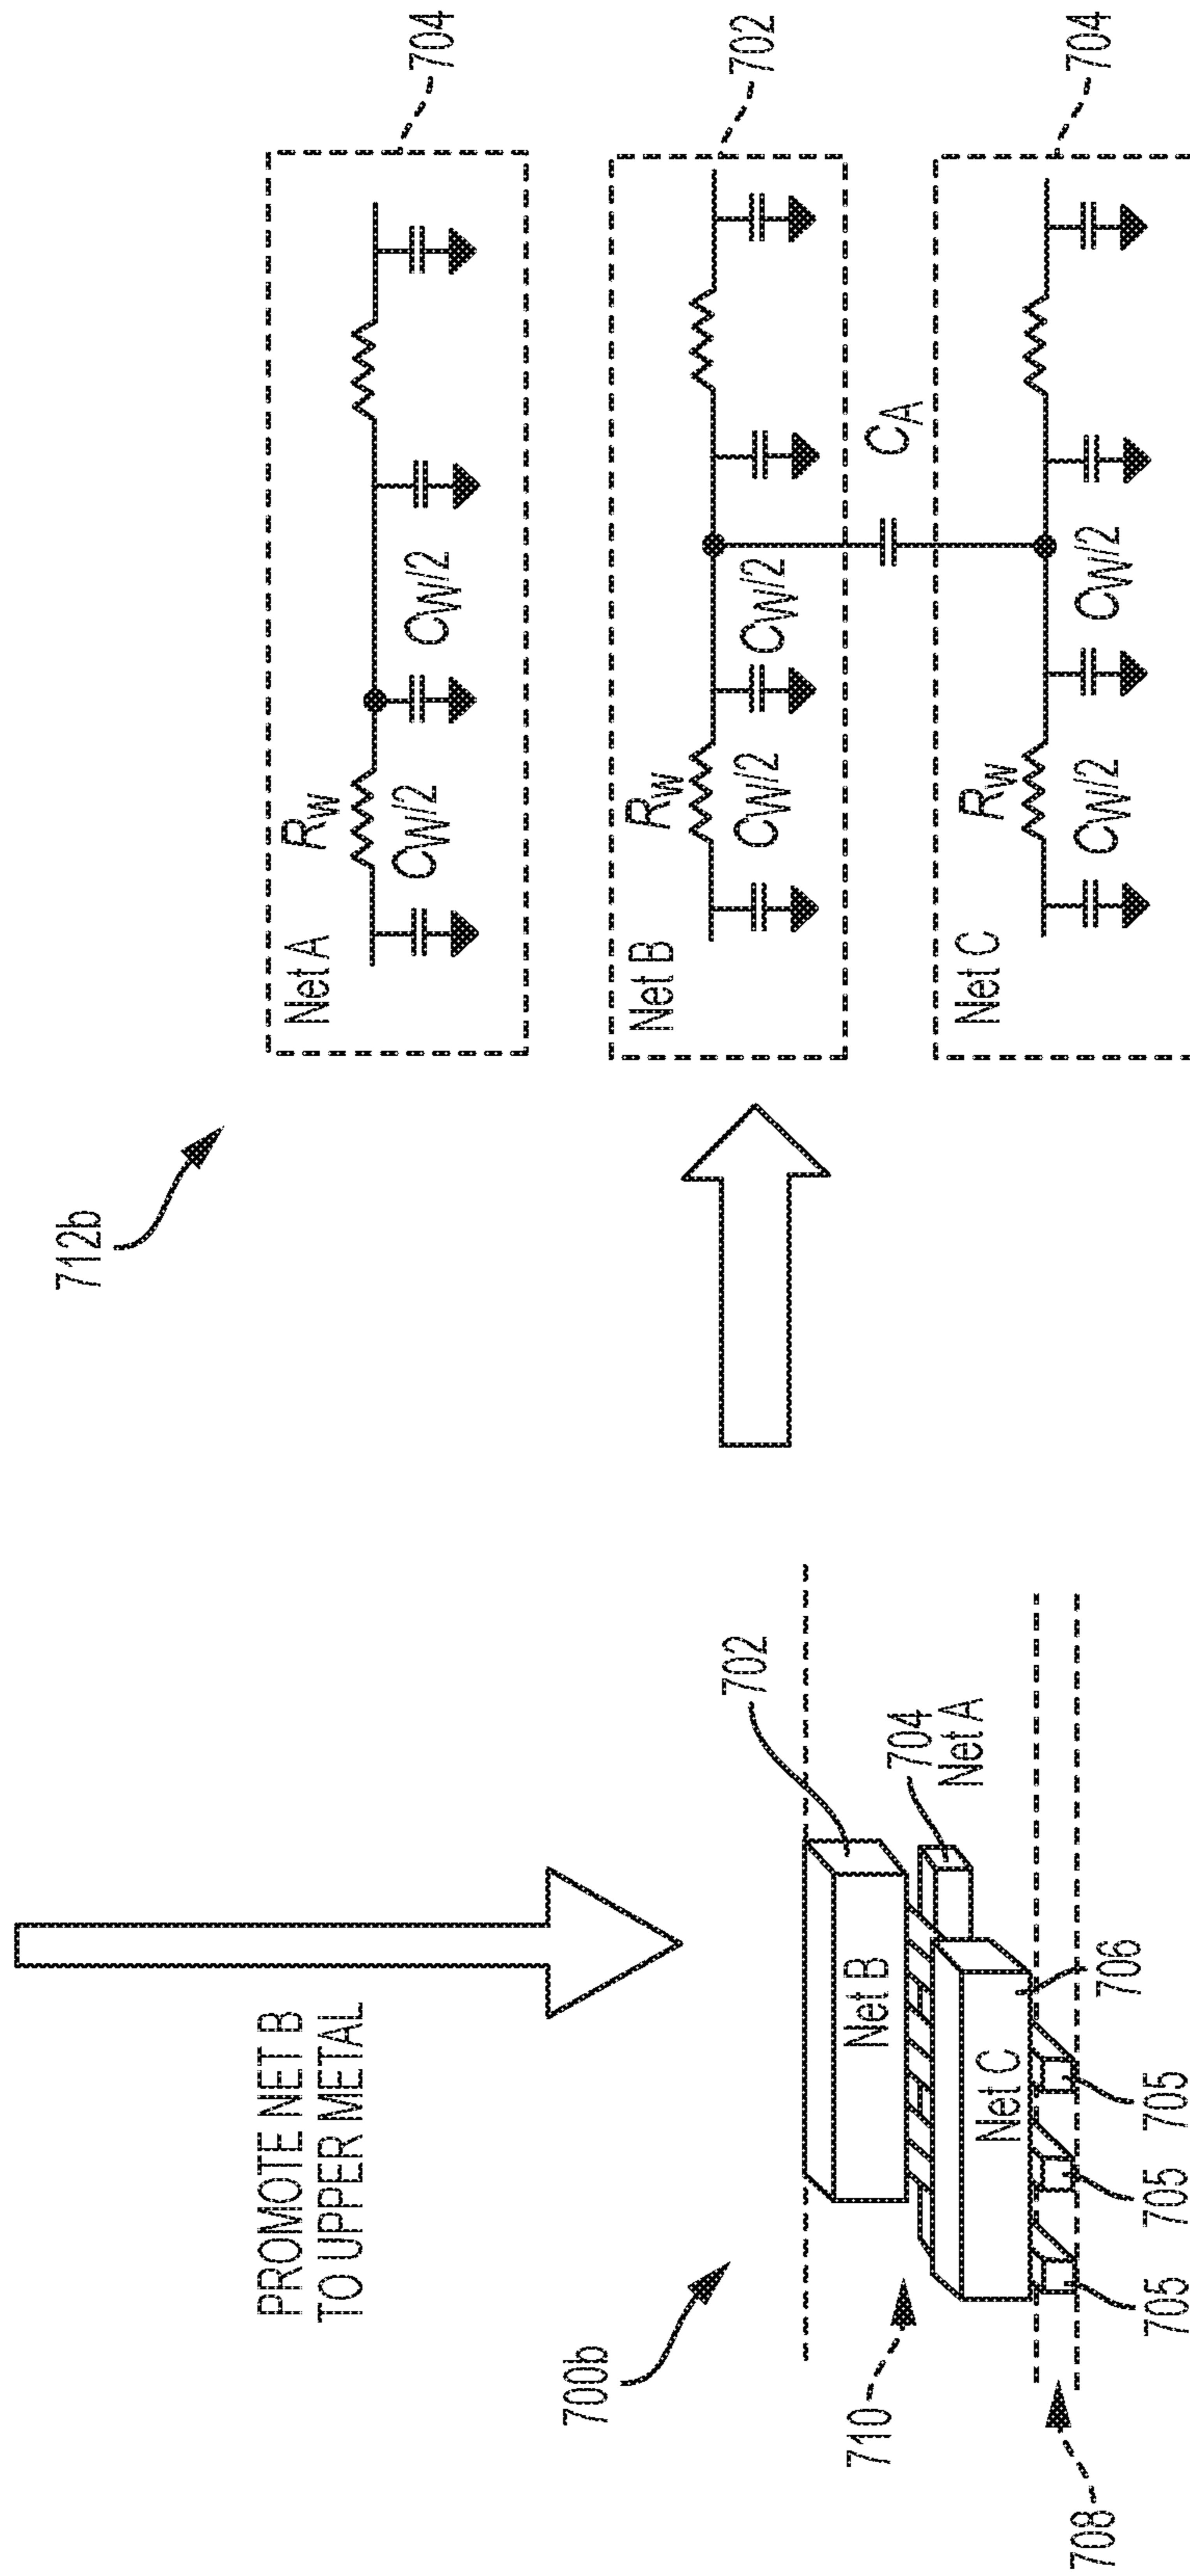 PROMOTE NET B
TO UPPER METAL
700b
702
Net B
704
Net A
710
Net C
706
708
705
705
705
712b
704
Net A
RW
CW/2
CW/2
702
Net B
RW
CW/2
CW/2
CA
704
Net C
RW
CW/2
CW/2